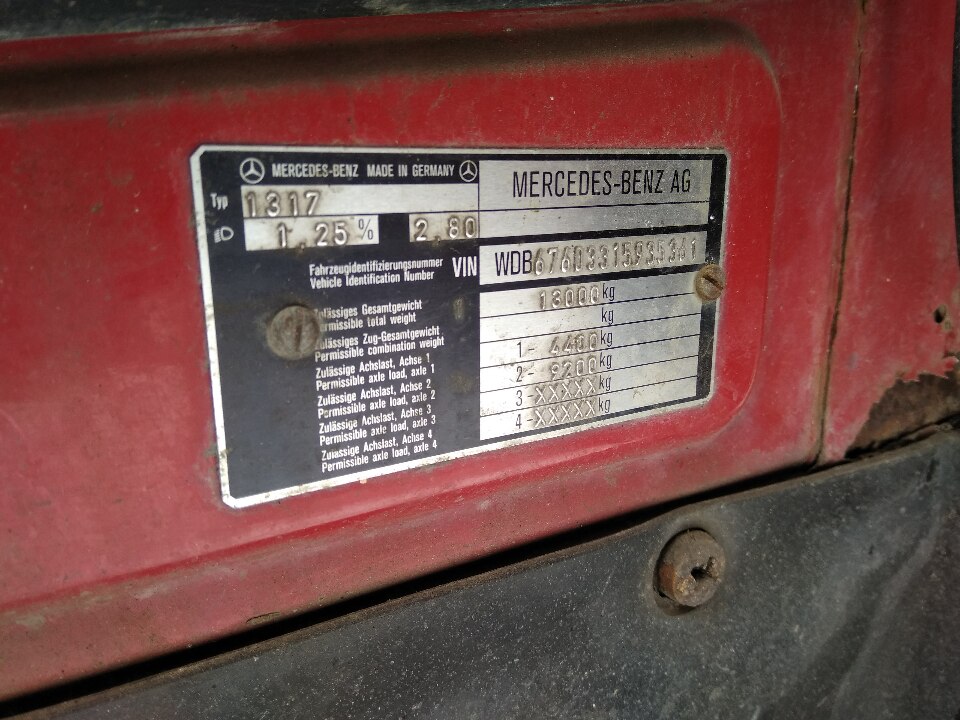 MERCEDES-BENZ MADE IN GERMANY
MERCEDES-BENZ AG
Typ 1317
1,25% 2,80
Fahrzeugidentifizierungsnummer
Vehicle Identification Number
VIN WDB67603315935361
lässiges Gesamtgewicht
rmissible total weight
13000 kg
lässiges Zug-Gesamtgewicht
Permissible combination weight
kg
Zulässige Achslast, Achse 1
Permissible axle load, axle 1
1- 4400 kg
Zulässige Achslast, Achse 2
Permissible axle load, axle 2
2- 9200 kg
Zulässige Achslast, Achse 3
Permissible axle load, axle 3
3-XXXXX kg
Zulässige Achslast, Achse 4
Permissible axle load, axle 4
4-XXXXX kg